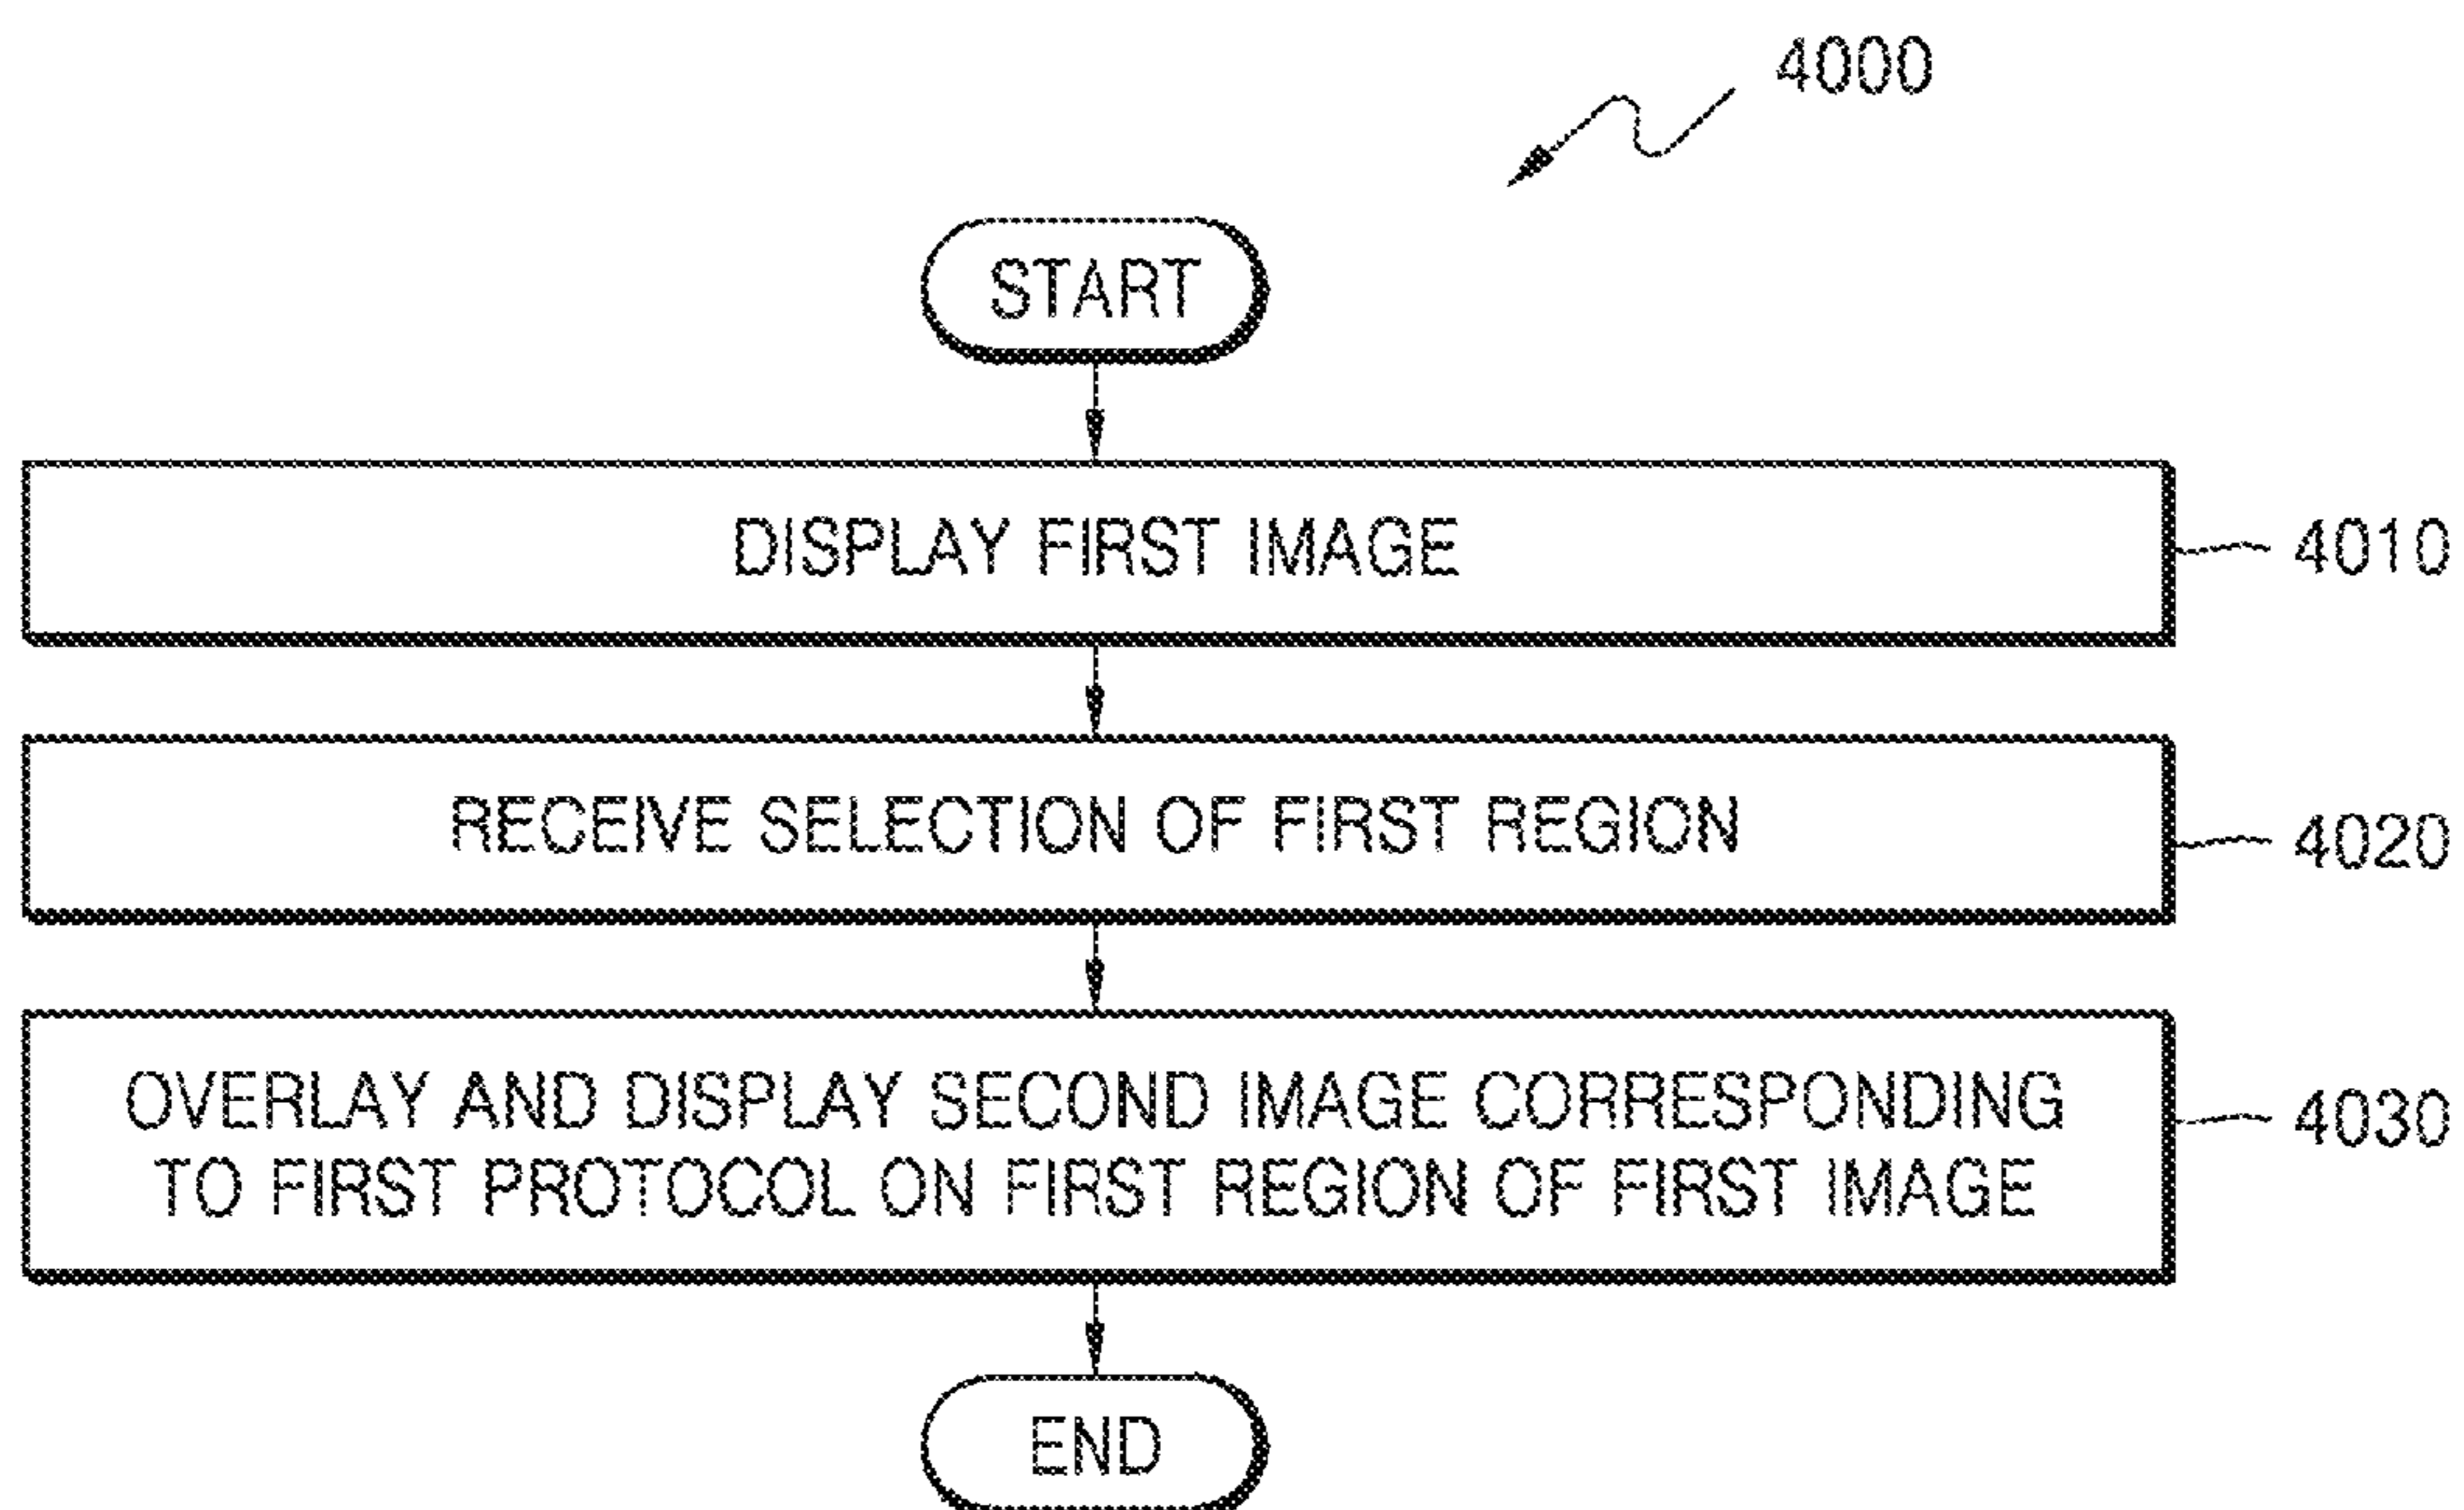 4000
START
DISPLAY FIRST IMAGE
4010
RECEIVE SELECTION OF FIRST REGION
4020
OVERLAY AND DISPLAY SECOND IMAGE CORRESPONDING
TO FIRST PROTOCOL ON FIRST REGION OF FIRST IMAGE
4030
END